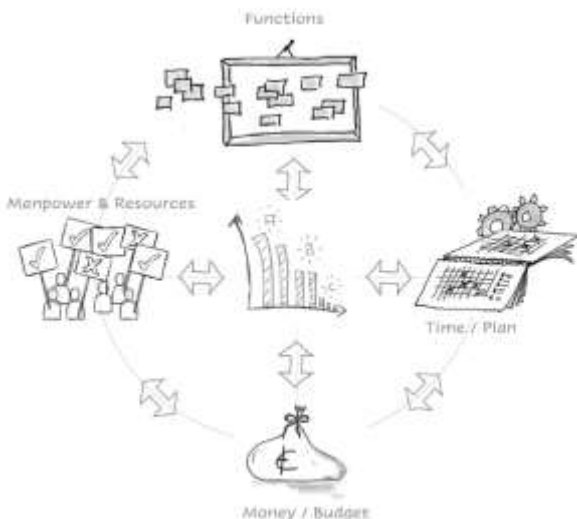 Functions
Manpower & Resources
A
B
C
Time / Plan
€
Money / Budget